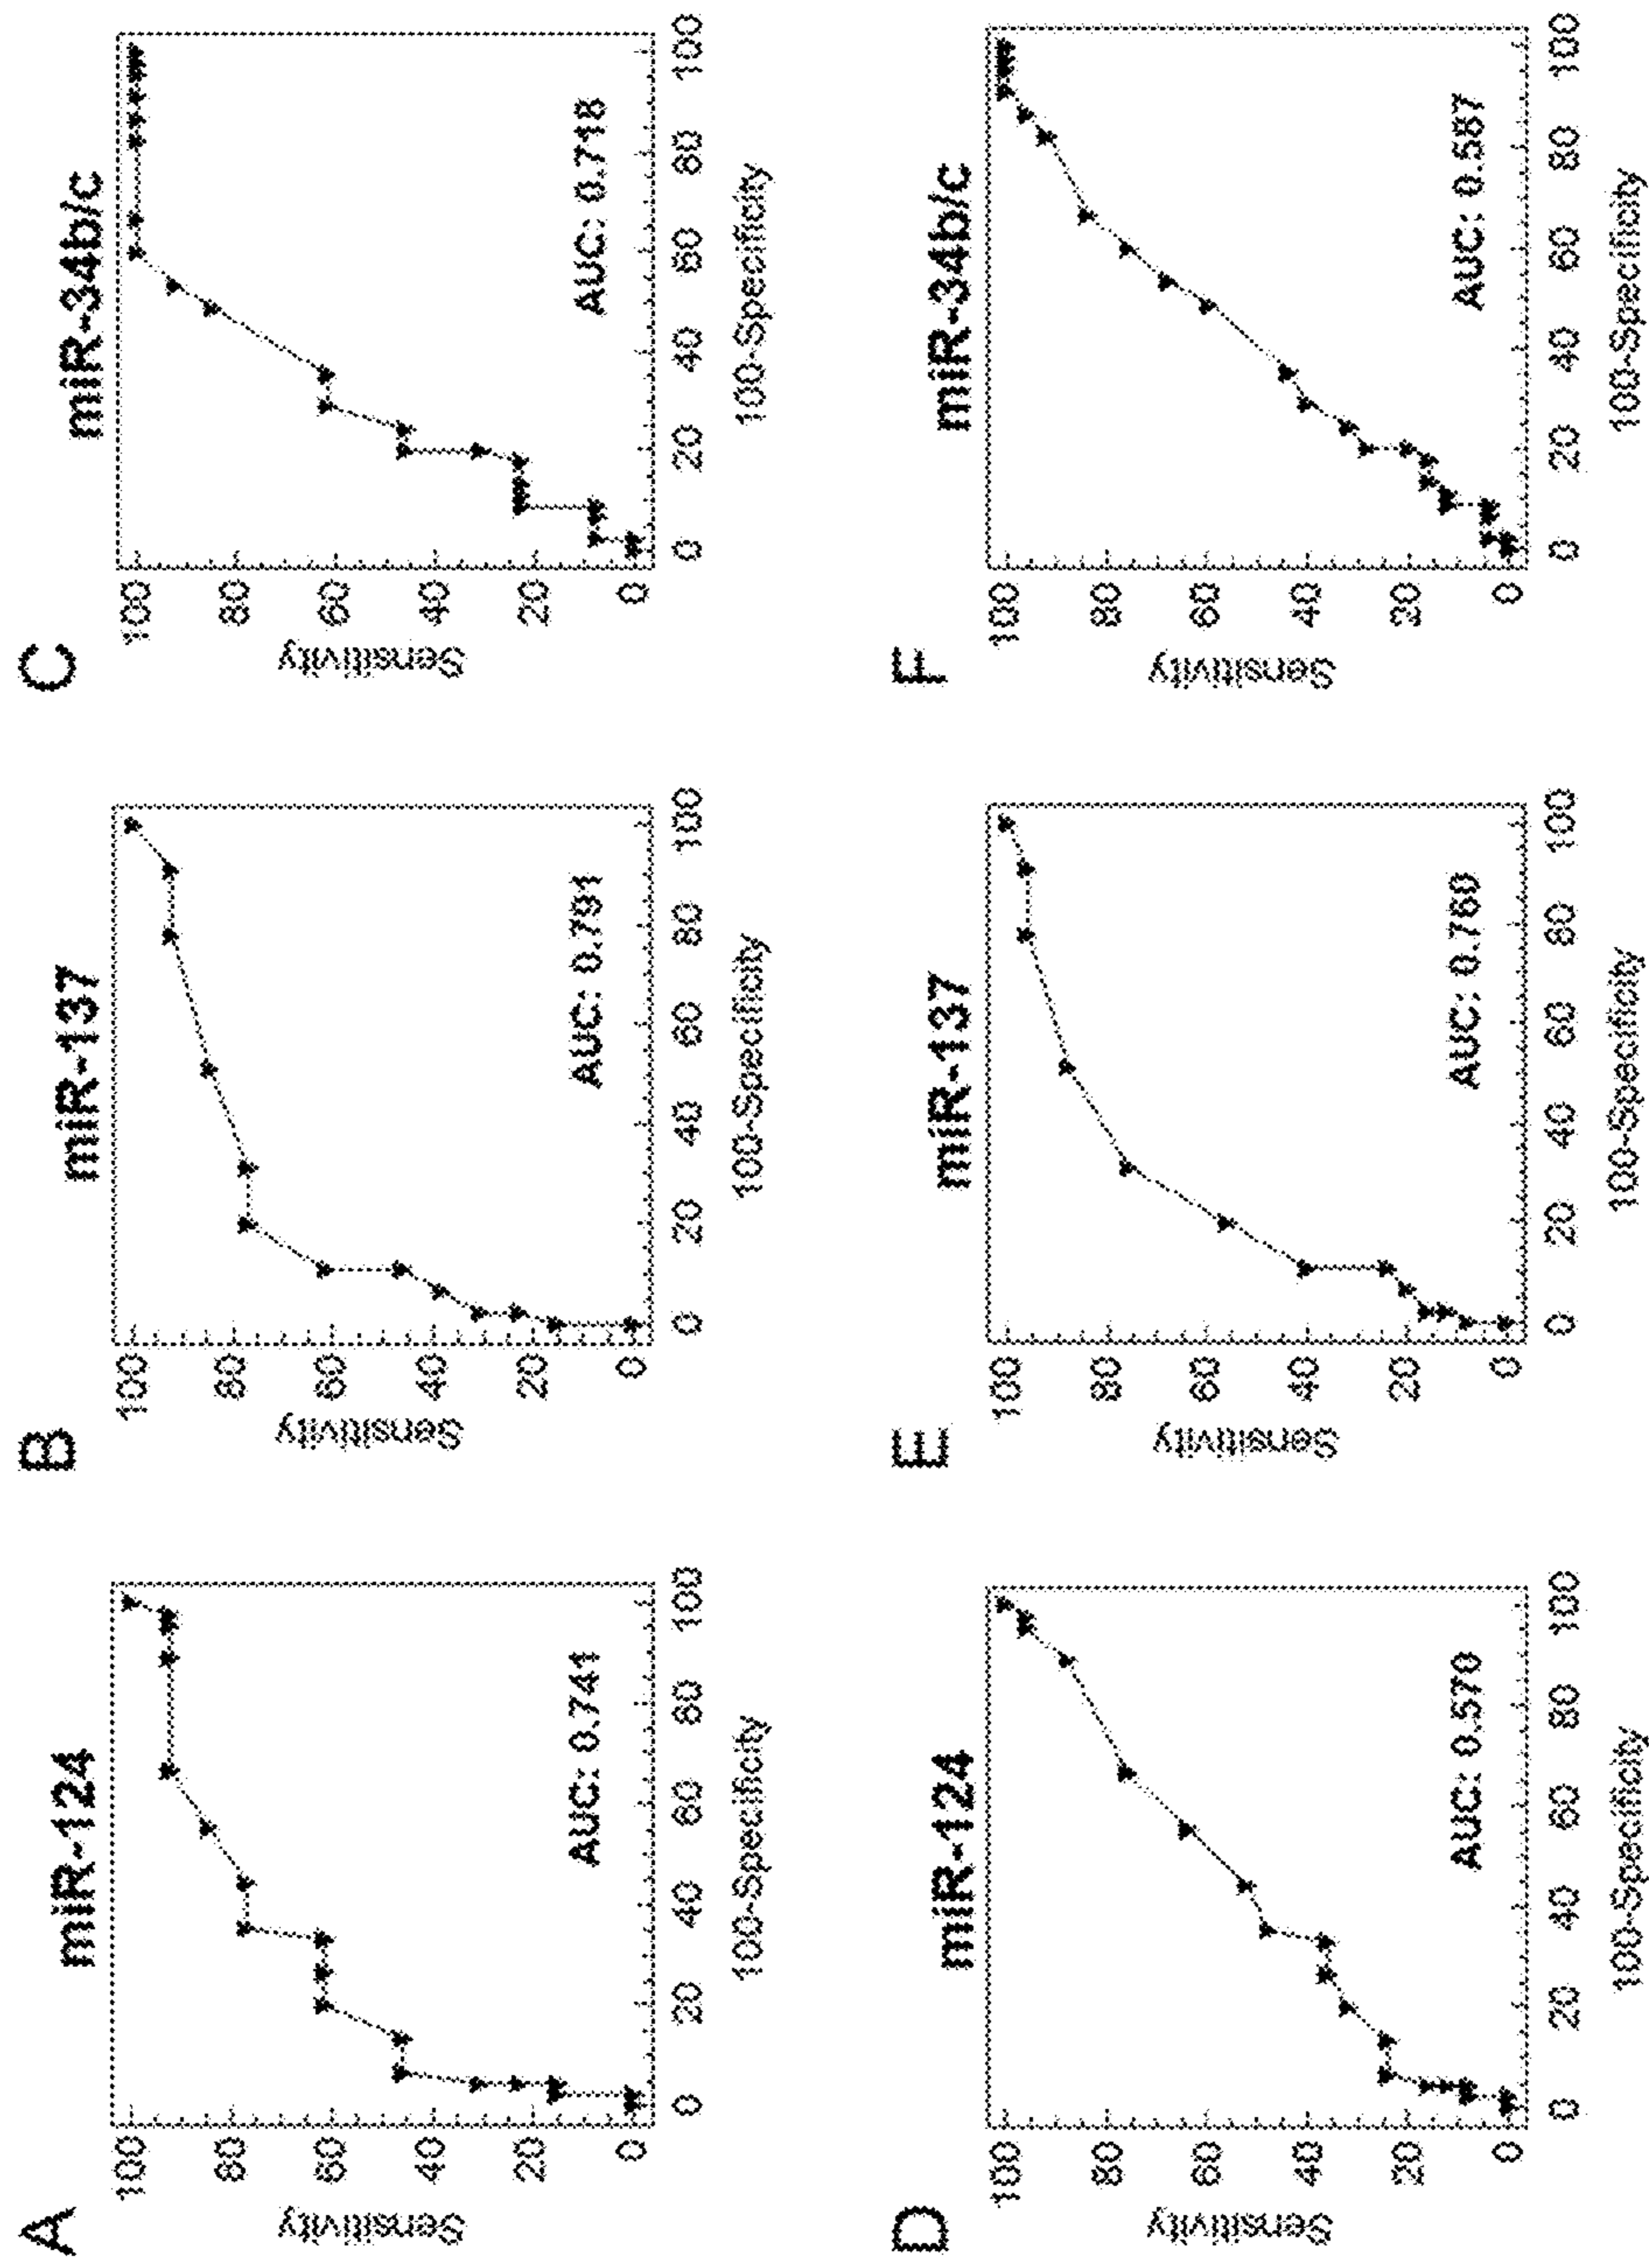 A
miR-124
Sensitivity
100
80
60
40
20
0
AUC: 0.741
0 20 40 60 80 100
100-Specificity
B
miR-137
Sensitivity
100
80
60
40
20
0
AUC: 0.791
0 20 40 60 80 100
100-Specificity
C
miR-34b/c
Sensitivity
100
80
60
40
20
0
AUC: 0.718
0 20 40 60 80 100
100-Specificity
D
miR-124
Sensitivity
100
80
60
40
20
0
AUC: 0.570
0 20 40 60 80 100
100-Specificity
E
miR-137
Sensitivity
100
80
60
40
20
0
AUC: 0.760
0 20 40 60 80 100
100-Specificity
F
miR-34b/c
Sensitivity
100
80
60
40
20
0
AUC: 0.587
0 20 40 60 80 100
100-Specificity